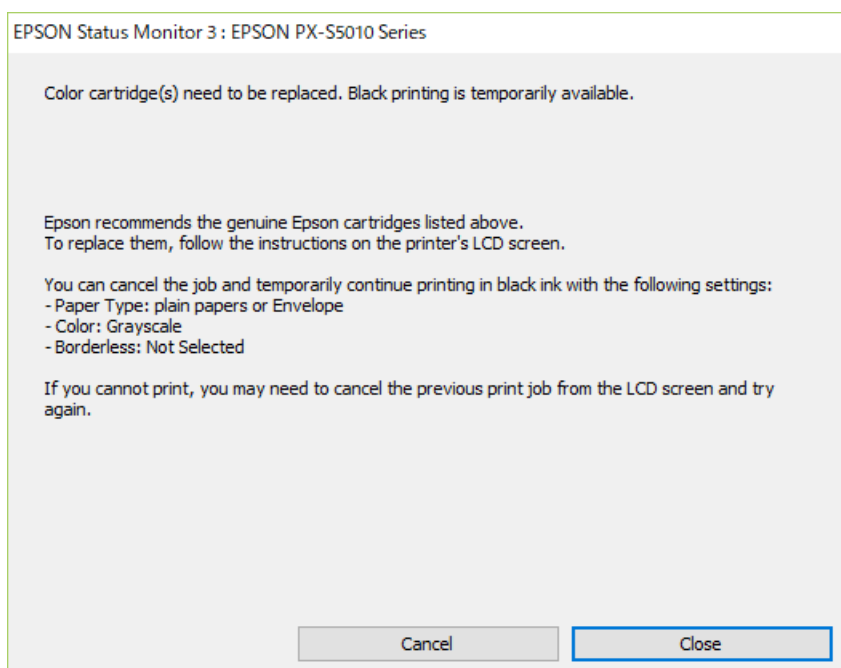 EPSON Status Monitor 3 : EPSON PX-S5010 Series
Color cartridge(s) need to be replaced. Black printing is temporarily available.
Epson recommends the genuine Epson cartridges listed above.
To replace them, follow the instructions on the printer's LCD screen.
You can cancel the job and temporarily continue printing in black ink with the following settings:
- Paper Type: plain papers or Envelope
- Color: Grayscale
- Borderless: Not Selected
If you cannot print, you may need to cancel the previous print job from the LCD screen and try
again.
Cancel
Close